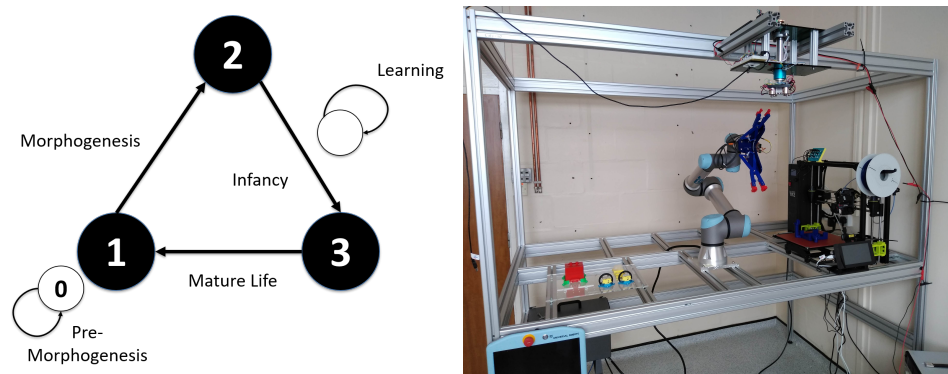 2
Learning
Morphogenesis
Infancy
1
3
Mature Life
0
Pre-
Morphogenesis